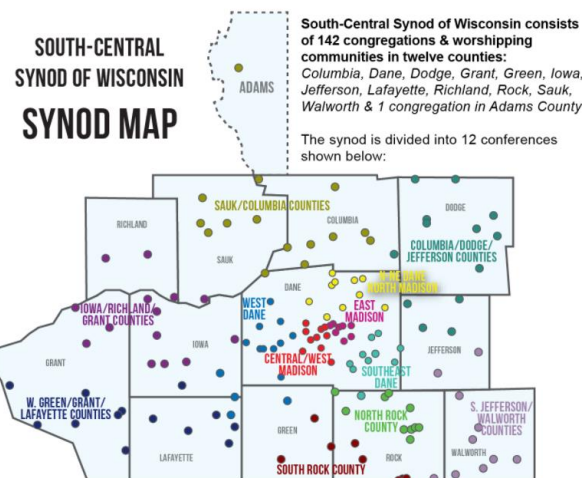 SOUTH-CENTRAL
SYNOD OF WISCONSIN
SYNOD MAP
South-Central Synod of Wisconsin consists
of 142 congregations & worshipping
communities in twelve counties:
Columbia, Dane, Dodge, Grant, Green, Iowa,
Jefferson, Lafayette, Richland, Rock, Sauk,
Walworth & 1 congregation in Adams County
The synod is divided into 12 conferences
shown below:
ADAMS
RICHLAND
SAUK/COLUMBIA COUNTIES
COLUMBIA
SAUK
DODGE
COLUMBIA/DODGE/
JEFFERSON COUNTIES
N-NE DANE
NORTH MADISON
DANE
WEST
DANE
EAST
MADISON
IOWA/RICHLAND/
GRANT COUNTIES
IOWA
GRANT
CENTRAL/WEST
MADISON
SOUTHEAST
DANE
JEFFERSON
W. GREEN/GRANT/
LAFAYETTE COUNTIES
LAFAYETTE
GREEN
NORTH ROCK
COUNTY
S. JEFFERSON/
WALWORTH
COUNTIES
WALWORTH
ROCK
SOUTH ROCK COUNTY